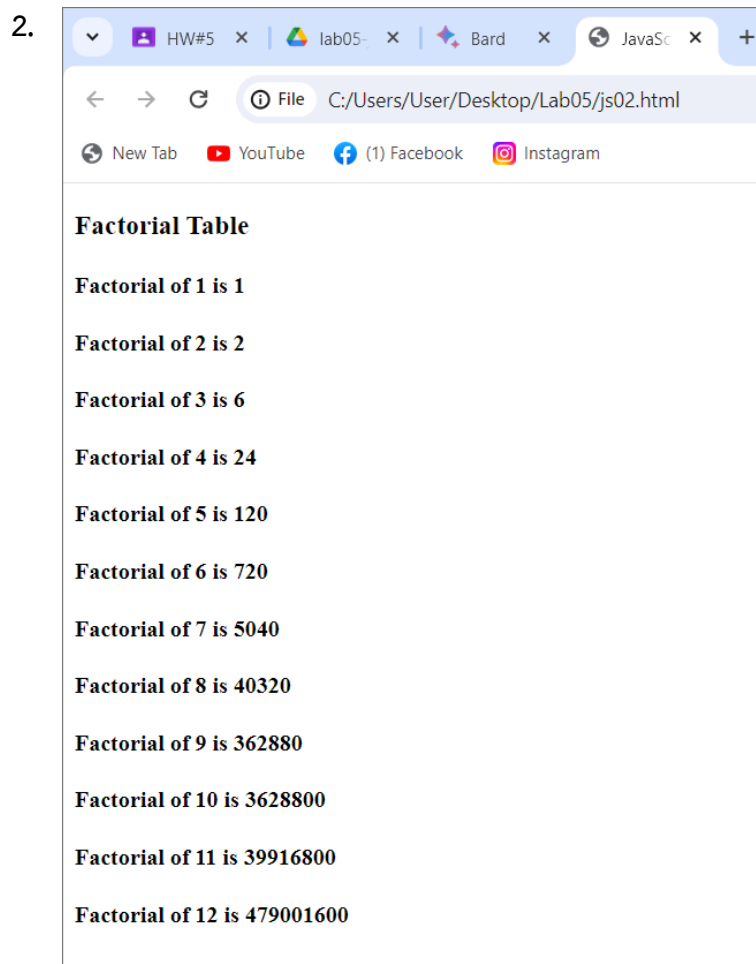 2.
HW#5 lab05- Bard JavaSc
File C:/Users/User/Desktop/Lab05/js02.html
New Tab YouTube (1) Facebook Instagram
Factorial Table
Factorial of 1 is 1
Factorial of 2 is 2
Factorial of 3 is 6
Factorial of 4 is 24
Factorial of 5 is 120
Factorial of 6 is 720
Factorial of 7 is 5040
Factorial of 8 is 40320
Factorial of 9 is 362880
Factorial of 10 is 3628800
Factorial of 11 is 39916800
Factorial of 12 is 479001600